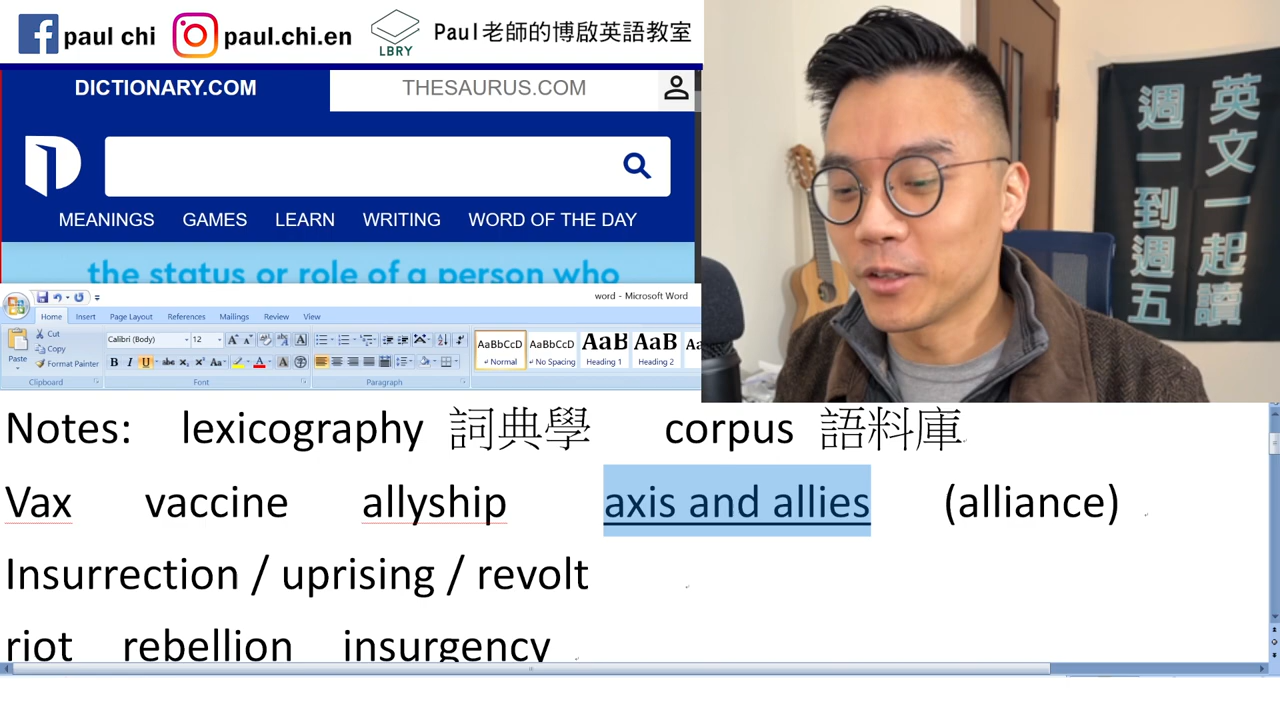 paul chi paul.chi.en LBRY Paul老師的博啟英語教室
DICTIONARY.COM THESAURUS.COM
MEANINGS GAMES LEARN WRITING WORD OF THE DAY
the status or role of a person who
word - Microsoft Word
Home Insert Page Layout References Mailings Review View
Paste Cut Copy Format Painter
Calibri (Body) 12
AaBbCcD AaBbCcD AaBbC AaBbC
Normal No Spacing Heading 1 Heading 2
Clipboard Font Paragraph
Notes: lexicography 詞典學 corpus 語料庫
Vax vaccine allyship axis and allies (alliance)
Insurrection / uprising / revolt
riot rebellion insurgency
英文一起讀
週一到週五